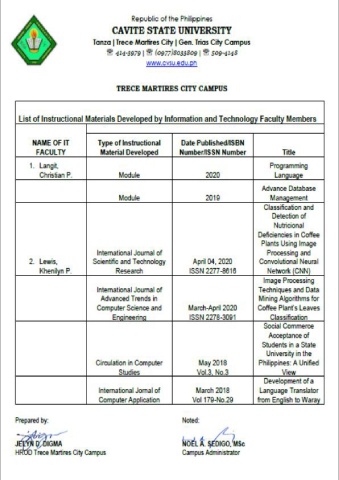 Republic of the Philippines
CAVITE STATE UNIVERSITY
Tanza | Trece Martires City | Gen. Trias City Campus
☎ 414-3979 | ☎ (0977)8033809 | ☎ 509-4148
www.cvsu.edu.ph
TRECE MARTIRES CITY CAMPUS
List of Instructional Materials Developed by Information and Technology Faculty Members
NAME OF IT FACULTY | Type of Instructional Material Developed | Date Published/ISBN Number/ISSN Number | Title
1. Langit, Christian P. | Module | 2020 | Programming Language
Module | 2019 | Advance Database Management
2. Lewis, Khenilyn P. | International Journal of Scientific and Technology Research | April 04, 2020 ISSN 2277-8616 | Classification and Detection of Nutricional Deficiencies in Coffee Plants Using Image Processing and Convolutional Neural Network (CNN)
International Journal of Advanced Trends in Computer Science and Engineering | March-April 2020 ISSN 2278-3091 | Image Processing Techniques and Data Mining Algorithms for Coffee Plant's Leaves Classification
Circulation in Computer Studies | May 2018 Vol.3, No.3 | Social Commerce Acceptance of Students in a State University in the Philippines: A Unified View
International Jornal of Computer Application | March 2018 Vol 179-No.29 | Development of a Language Translator from English to Waray
Prepared by: Noted:
JELYN D. DIGMA NOEL A. SEDIGO, MSc
HRDO Trece Martires City Campus Campus Administrator